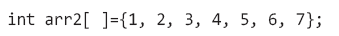 int arr2[ ]={1, 2, 3, 4, 5, 6, 7};